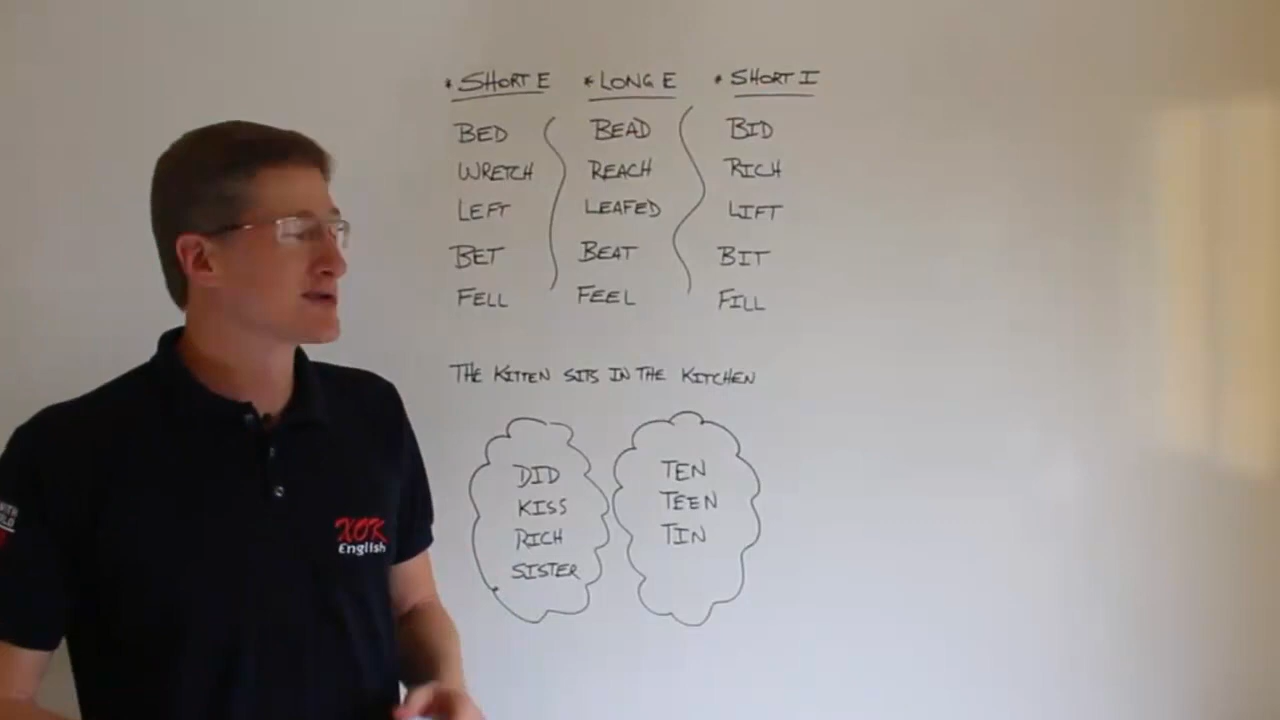 * SHORT E * LONG E * SHORT I
BED BEAD BID
WRETCH REACH RICH
LEFT LEAFED LIFT
BET BEAT BIT
FELL FEEL FILL
THE KITTEN SITS IN THE KITCHEN
DID
KISS
RICH
SISTER
TEN
TEEN
TIN
XOK
English